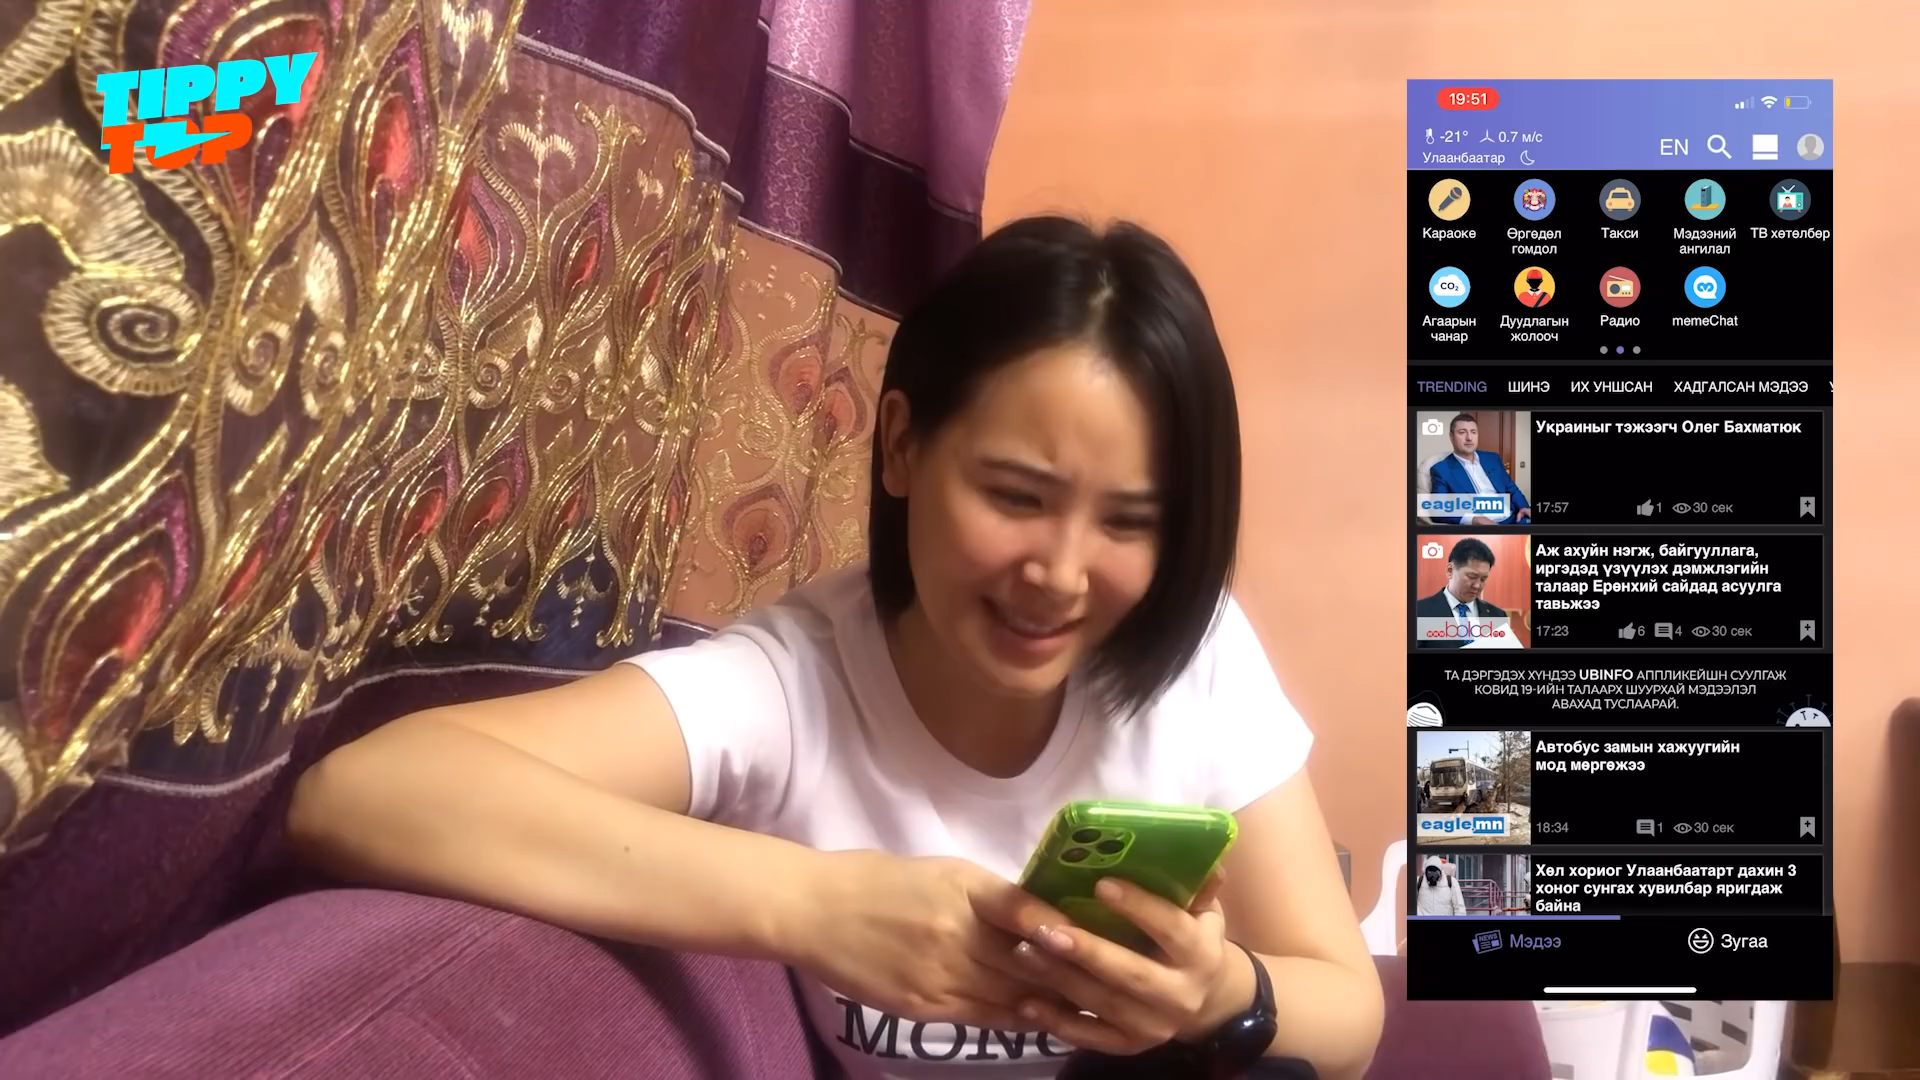 TIPPY
TOP
19:51
-21° 0.7 м/с
Улаанбаатар
EN
Караоке
Өргөдөл
гомдол
Такси
Мэдээний
ангилал
ТВ хөтөлбөр
CO₂
Агаарын
чанар
Дуудлагын
жолооч
Радио
memeChat
TRENDING ШИНЭ ИХ УНШСАН ХАДГАЛСАН МЭДЭЭ
Украиныг тэжээгч Олег Бахматюк
eagle.mn
17:57 1 30 сек
Аж ахуйн нэгж, байгууллага,
иргэдэд үзүүлэх дэмжлэгийн
талаар Ерөнхий сайдад асуулга
тавьжээ
www.bolod.mn
17:23 6 4 30 сек
ТА ДЭРГЭДЭХ ХҮНДЭЭ UBINFO АППЛИКЕЙШН СУУЛГАЖ
КОВИД 19-ИЙН ТАЛААРХ ШУУРХАЙ МЭДЭЭЛЭЛ
АВАХАД ТУСЛААРАЙ.
Автобус замын хажуугийн
мод мөргөжээ
eagle.mn
18:34 1 30 сек
Хөл хориог Улаанбаатарт дахин 3
хоног сунгах хувилбар яригдаж
байна
NEWS Мэдээ Зугаа
MONG